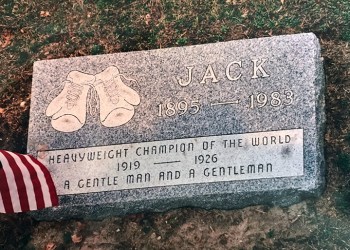 JACK
1895 — 1983
HEAVYWEIGHT CHAMPION OF THE WORLD
1919 — 1926
A GENTLE MAN AND A GENTLEMAN